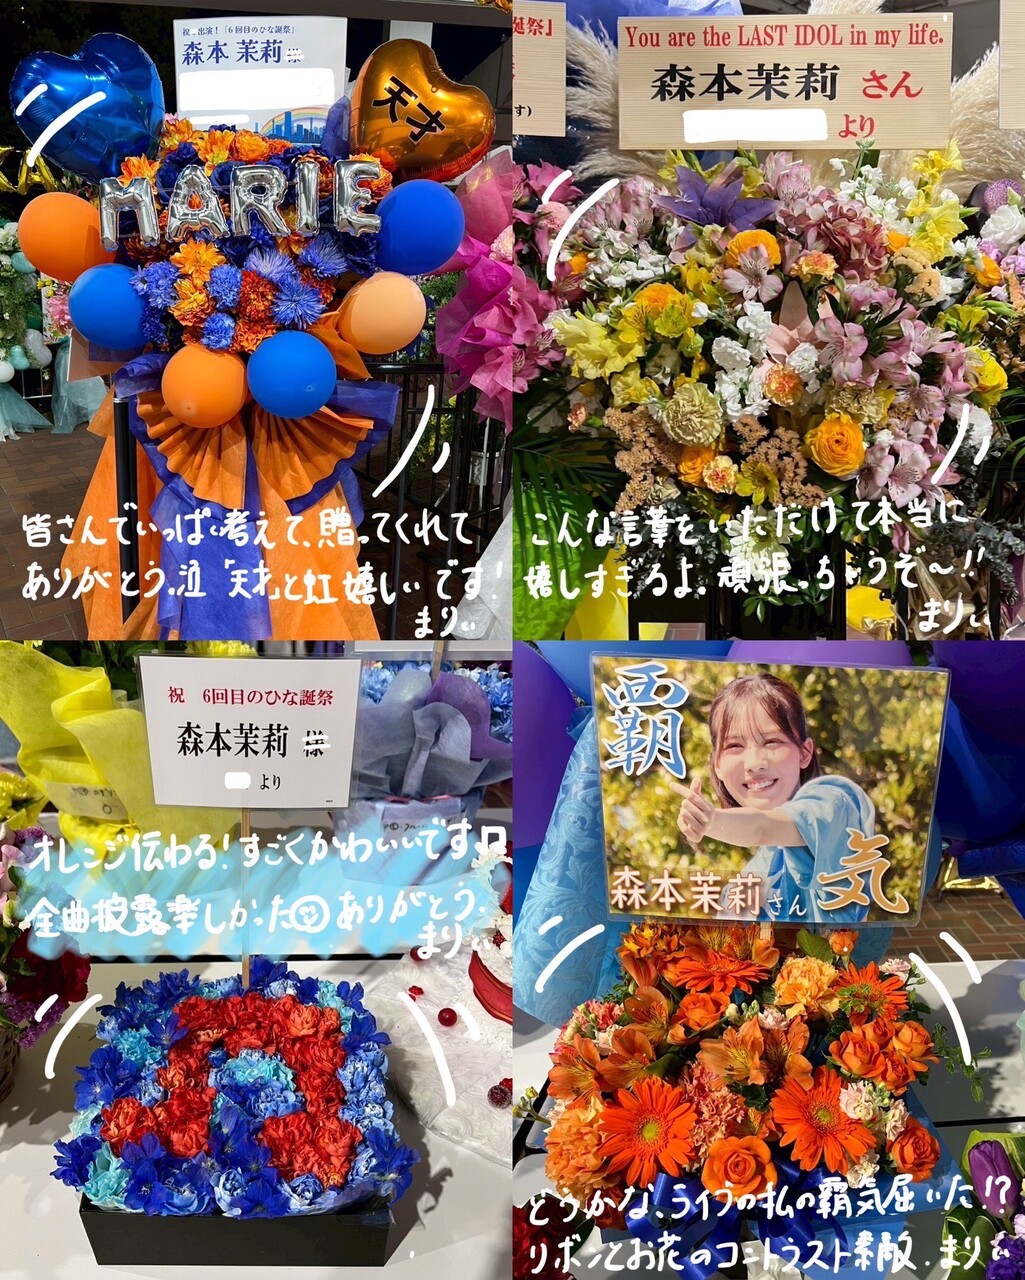 祝 出演！「6回目のひな誕祭」
森本 茉莉 様
天才
MARIE
皆さんでいっぱい考えて、贈ってくれて
ありがとう。泣 「天才」と虹嬉しいです！
まりぃ
誕祭」
す)
You are the LAST IDOL in my life.
森本茉莉 さん
より
こんな言葉をいただけて本当に
嬉しすぎるよ。頑張っちゃうぞ〜!!
まりぃ
祝 6回目のひな誕祭
森本茉莉 様
より
オレンジ伝わる！すごくかわいいです♫
全曲披露楽しかった☺ありがとう。
まりぃ
覇
気
森本茉莉さん
どうかな、ライブの私の覇気届いた!?
リボンとお花のコントラスト素敵。まりぃ